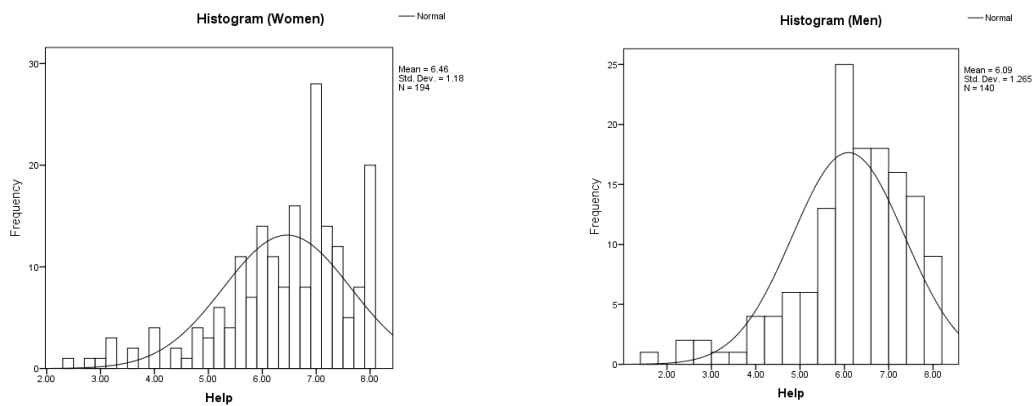 Histogram (Women)
Normal
Mean = 6.46
Std. Dev. = 1.18
N = 194
30
20
10
0
Frequency
2.00 3.00 4.00 5.00 6.00 7.00 8.00
Help
Histogram (Men)
Normal
Mean = 6.09
Std. Dev. = 1.265
N = 140
25
20
15
10
5
0
Frequency
2.00 3.00 4.00 5.00 6.00 7.00 8.00
Help